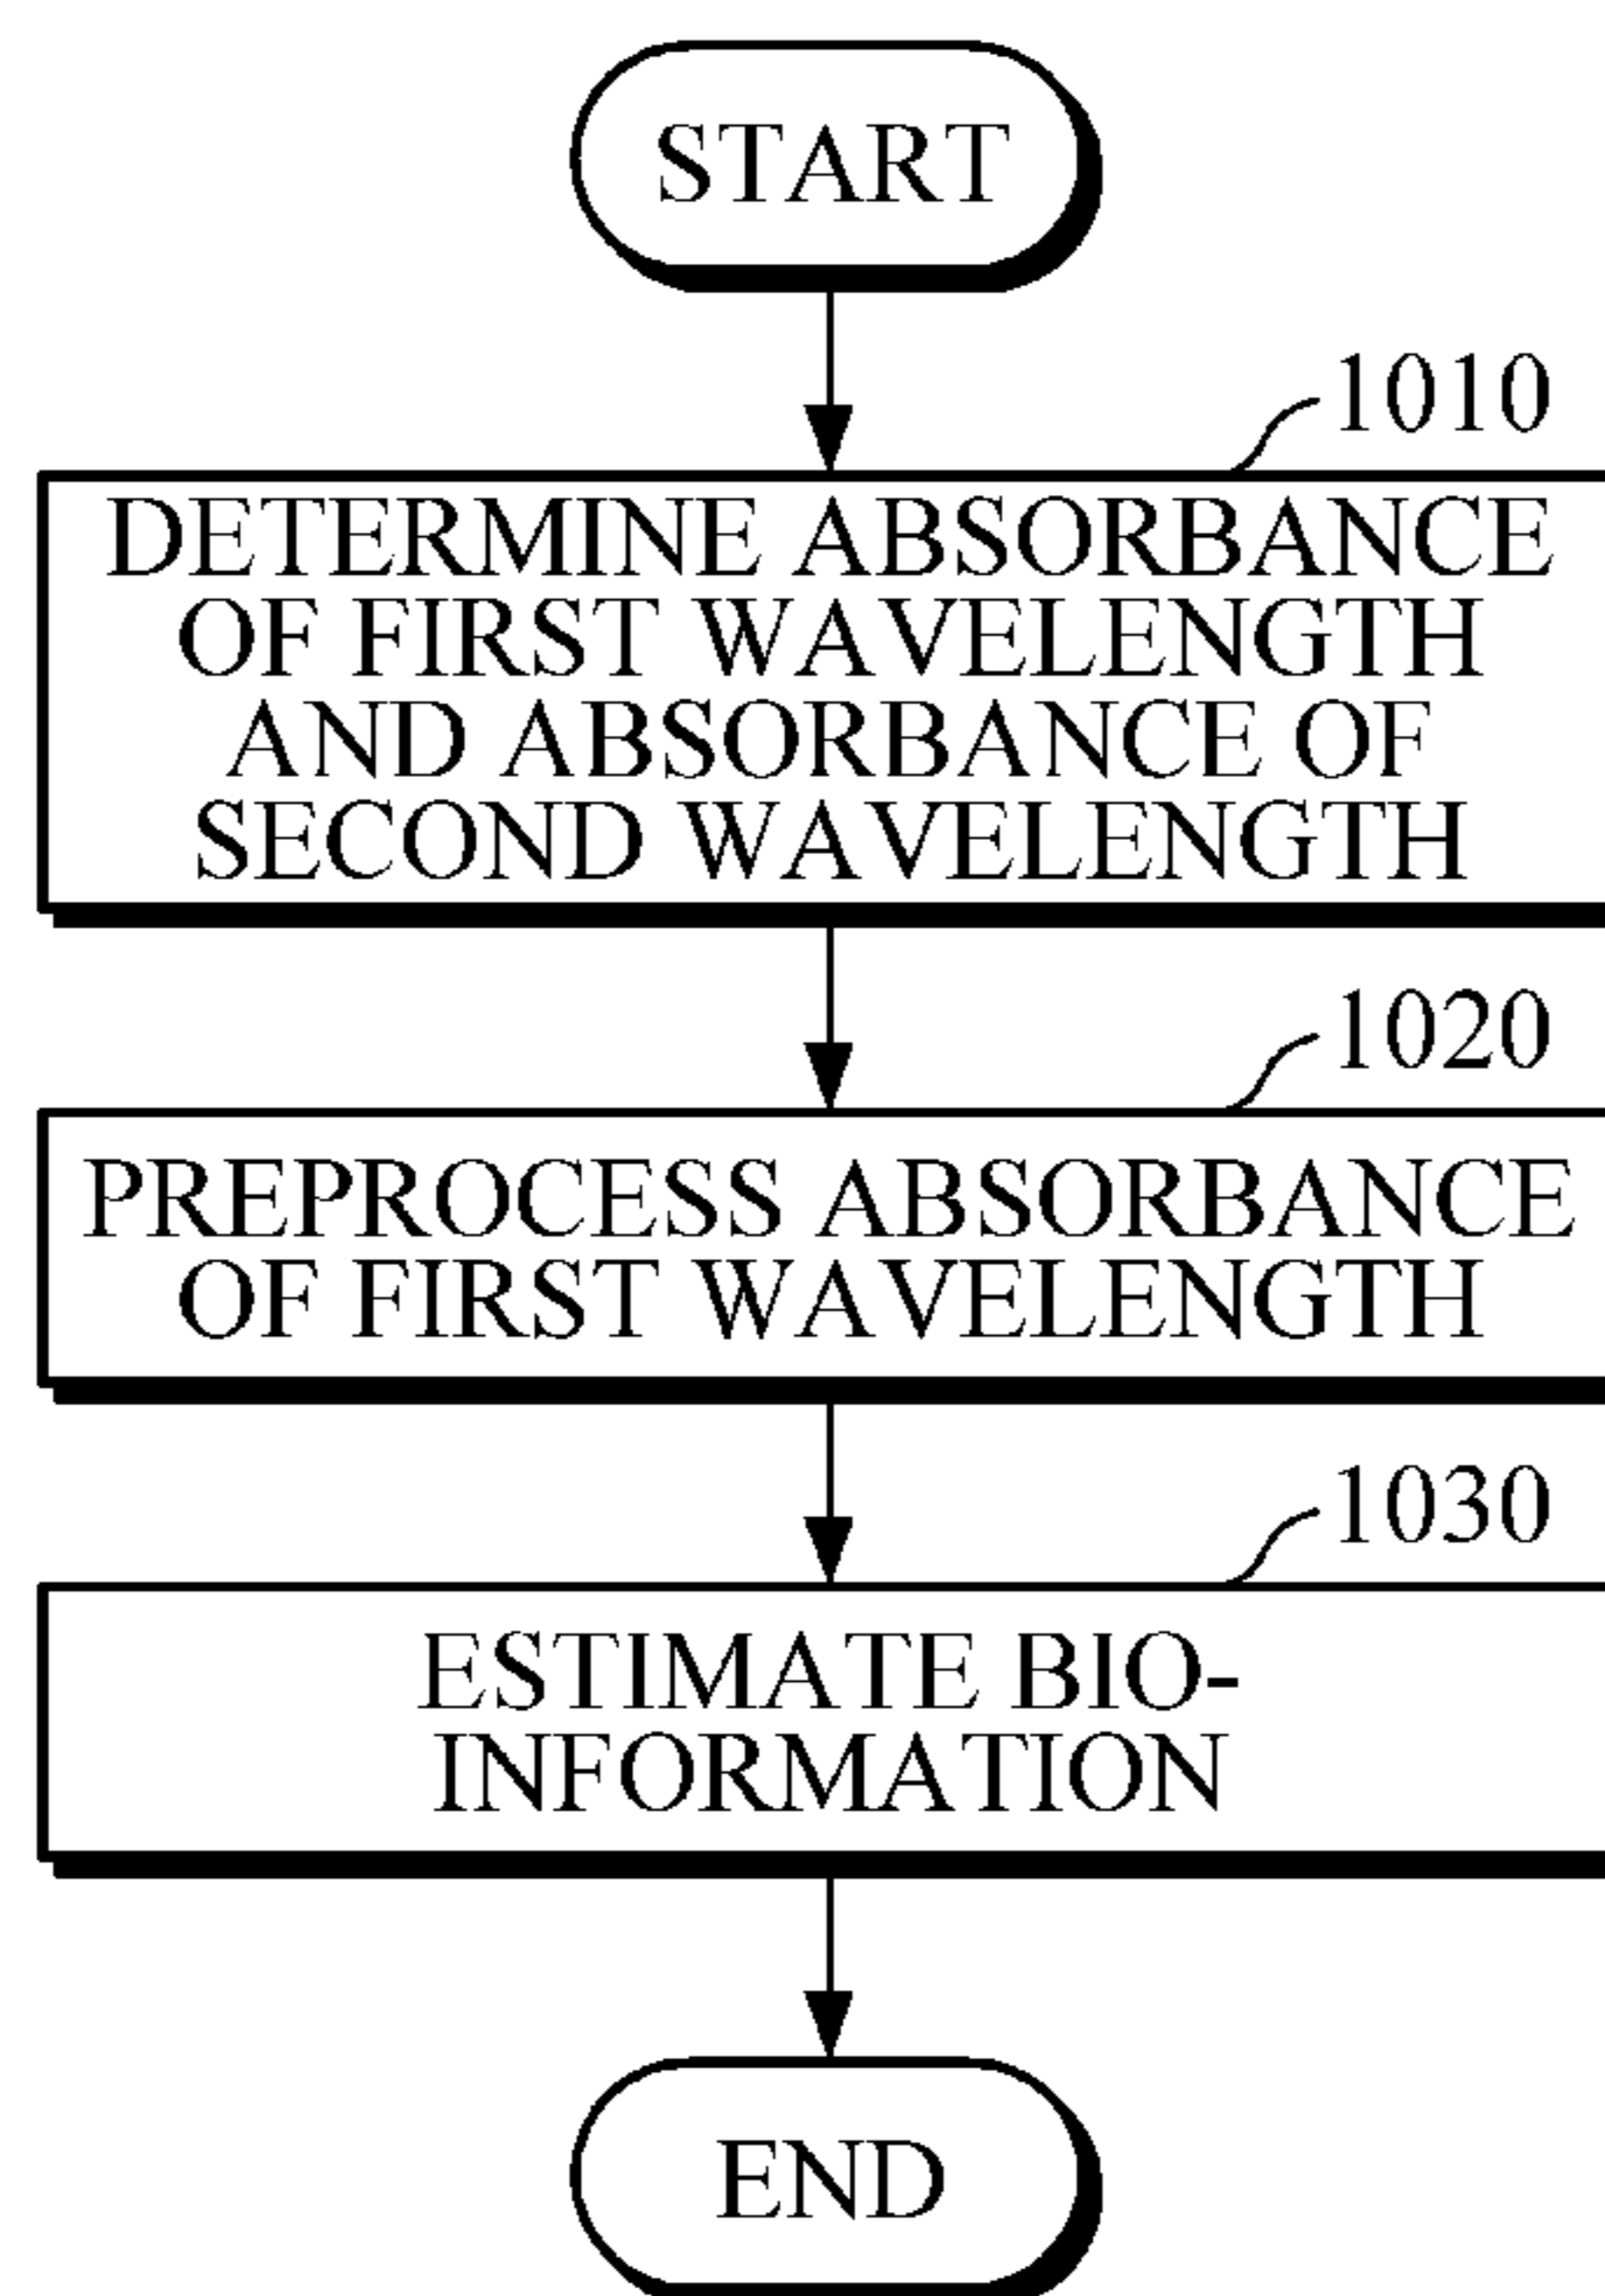 START
1010
DETERMINE ABSORBANCE
OF FIRST WAVELENGTH
AND ABSORBANCE OF
SECOND WAVELENGTH
1020
PREPROCESS ABSORBANCE
OF FIRST WAVELENGTH
1030
ESTIMATE BIO-
INFORMATION
END